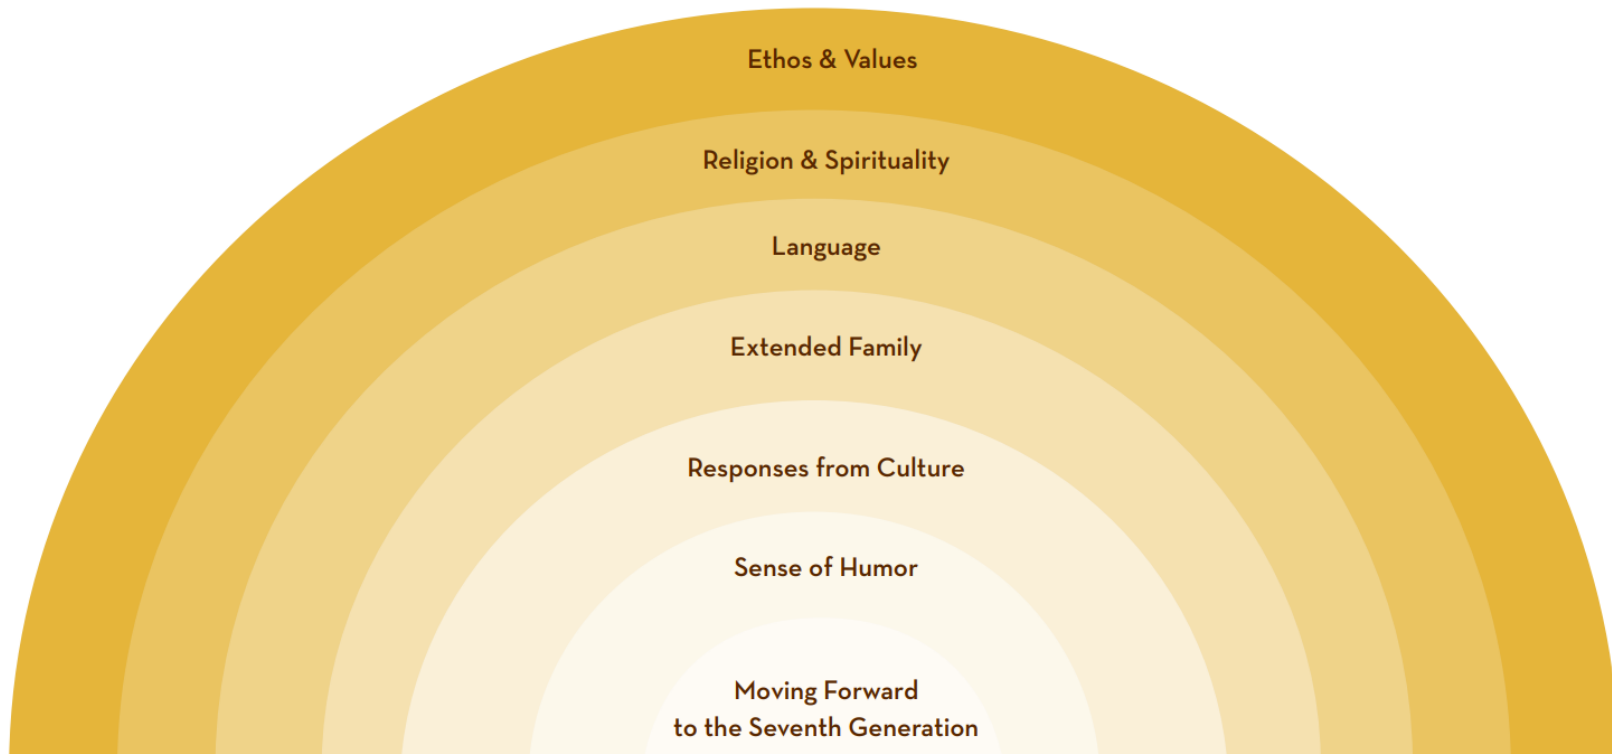 Ethos & Values
Religion & Spirituality
Language
Extended Family
Responses from Culture
Sense of Humor
Moving Forward
to the Seventh Generation